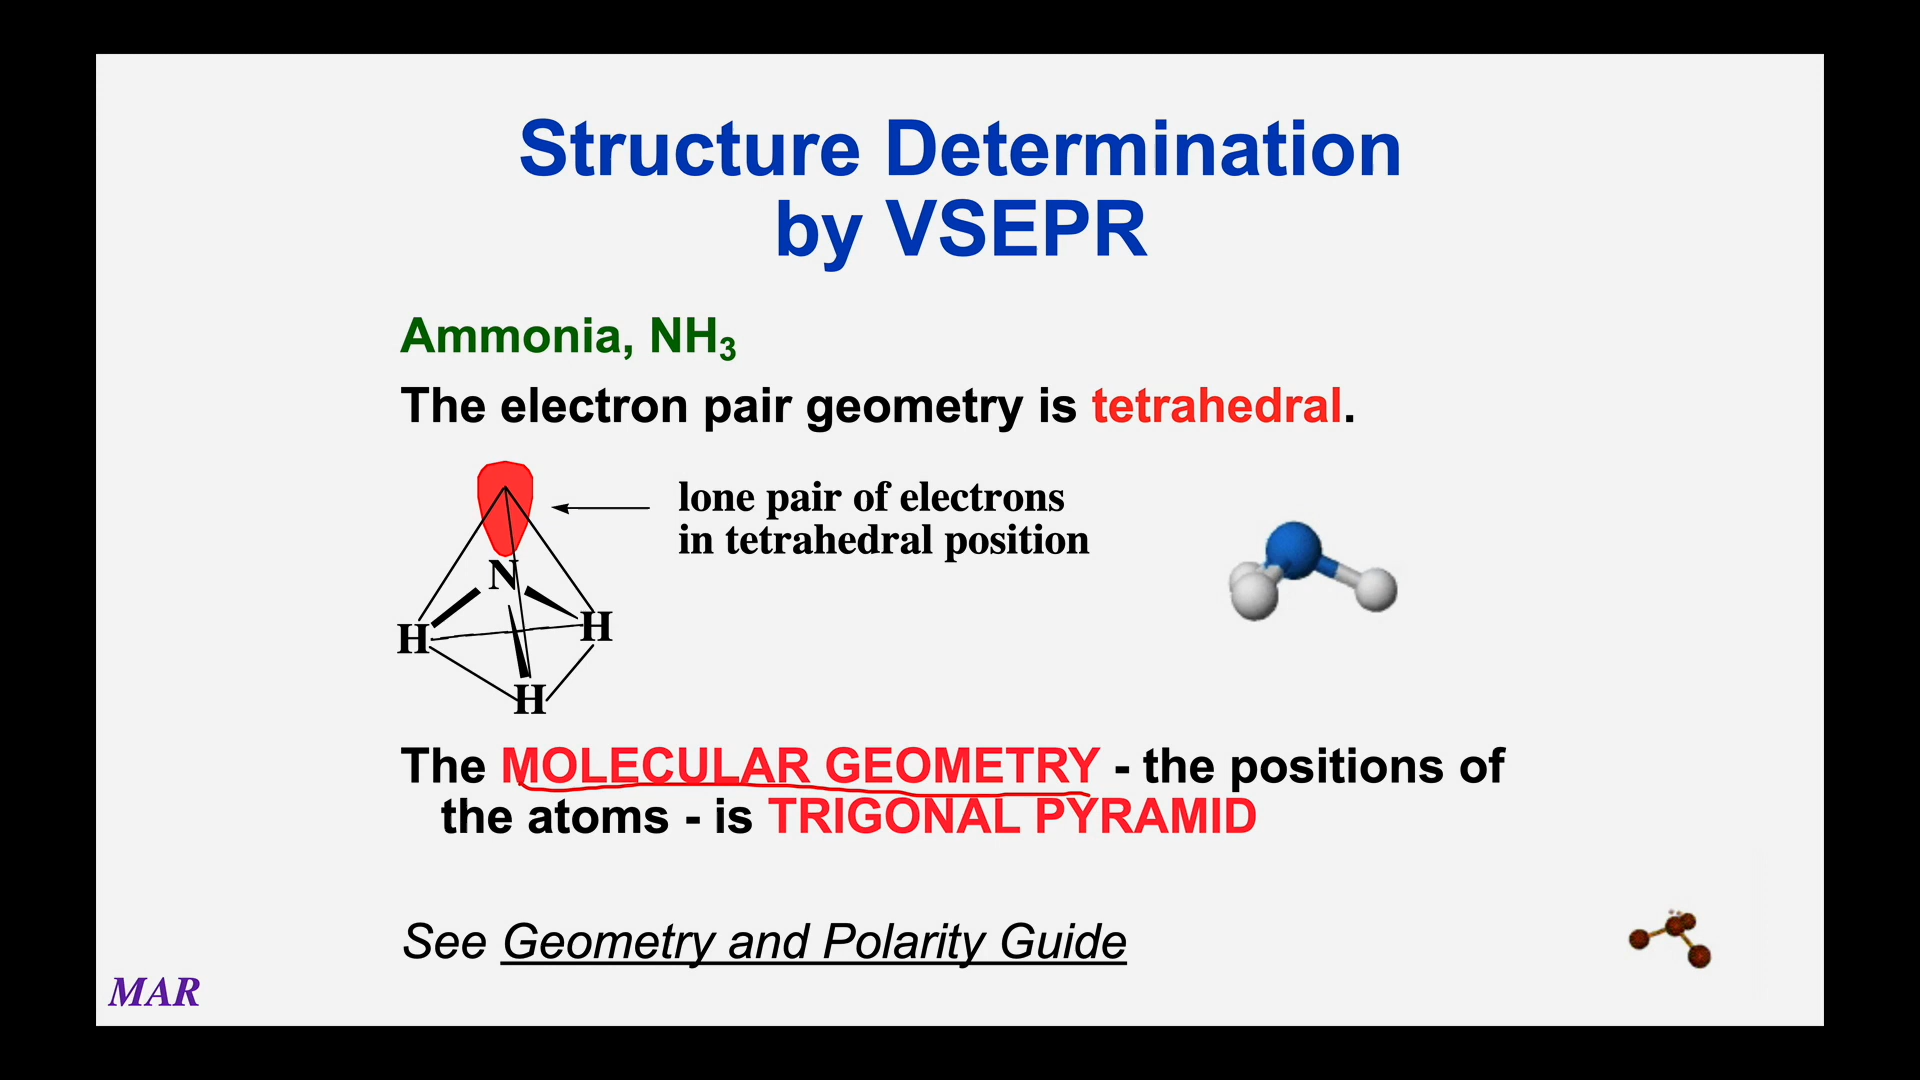 Structure Determination
by VSEPR
Ammonia, NH₃
The electron pair geometry is tetrahedral.
lone pair of electrons
in tetrahedral position
N
H
H
H
The MOLECULAR GEOMETRY - the positions of
the atoms - is TRIGONAL PYRAMID
See Geometry and Polarity Guide
MAR